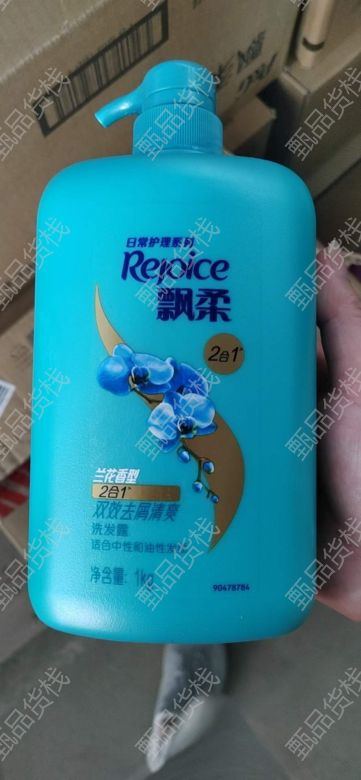 日常护理系列
Rejoice
飘柔
2合1*
兰花香型
2合1*
双效去屑清爽
洗发露
适合中性和油性发质
净含量：1kg
90478784
甄品货栈